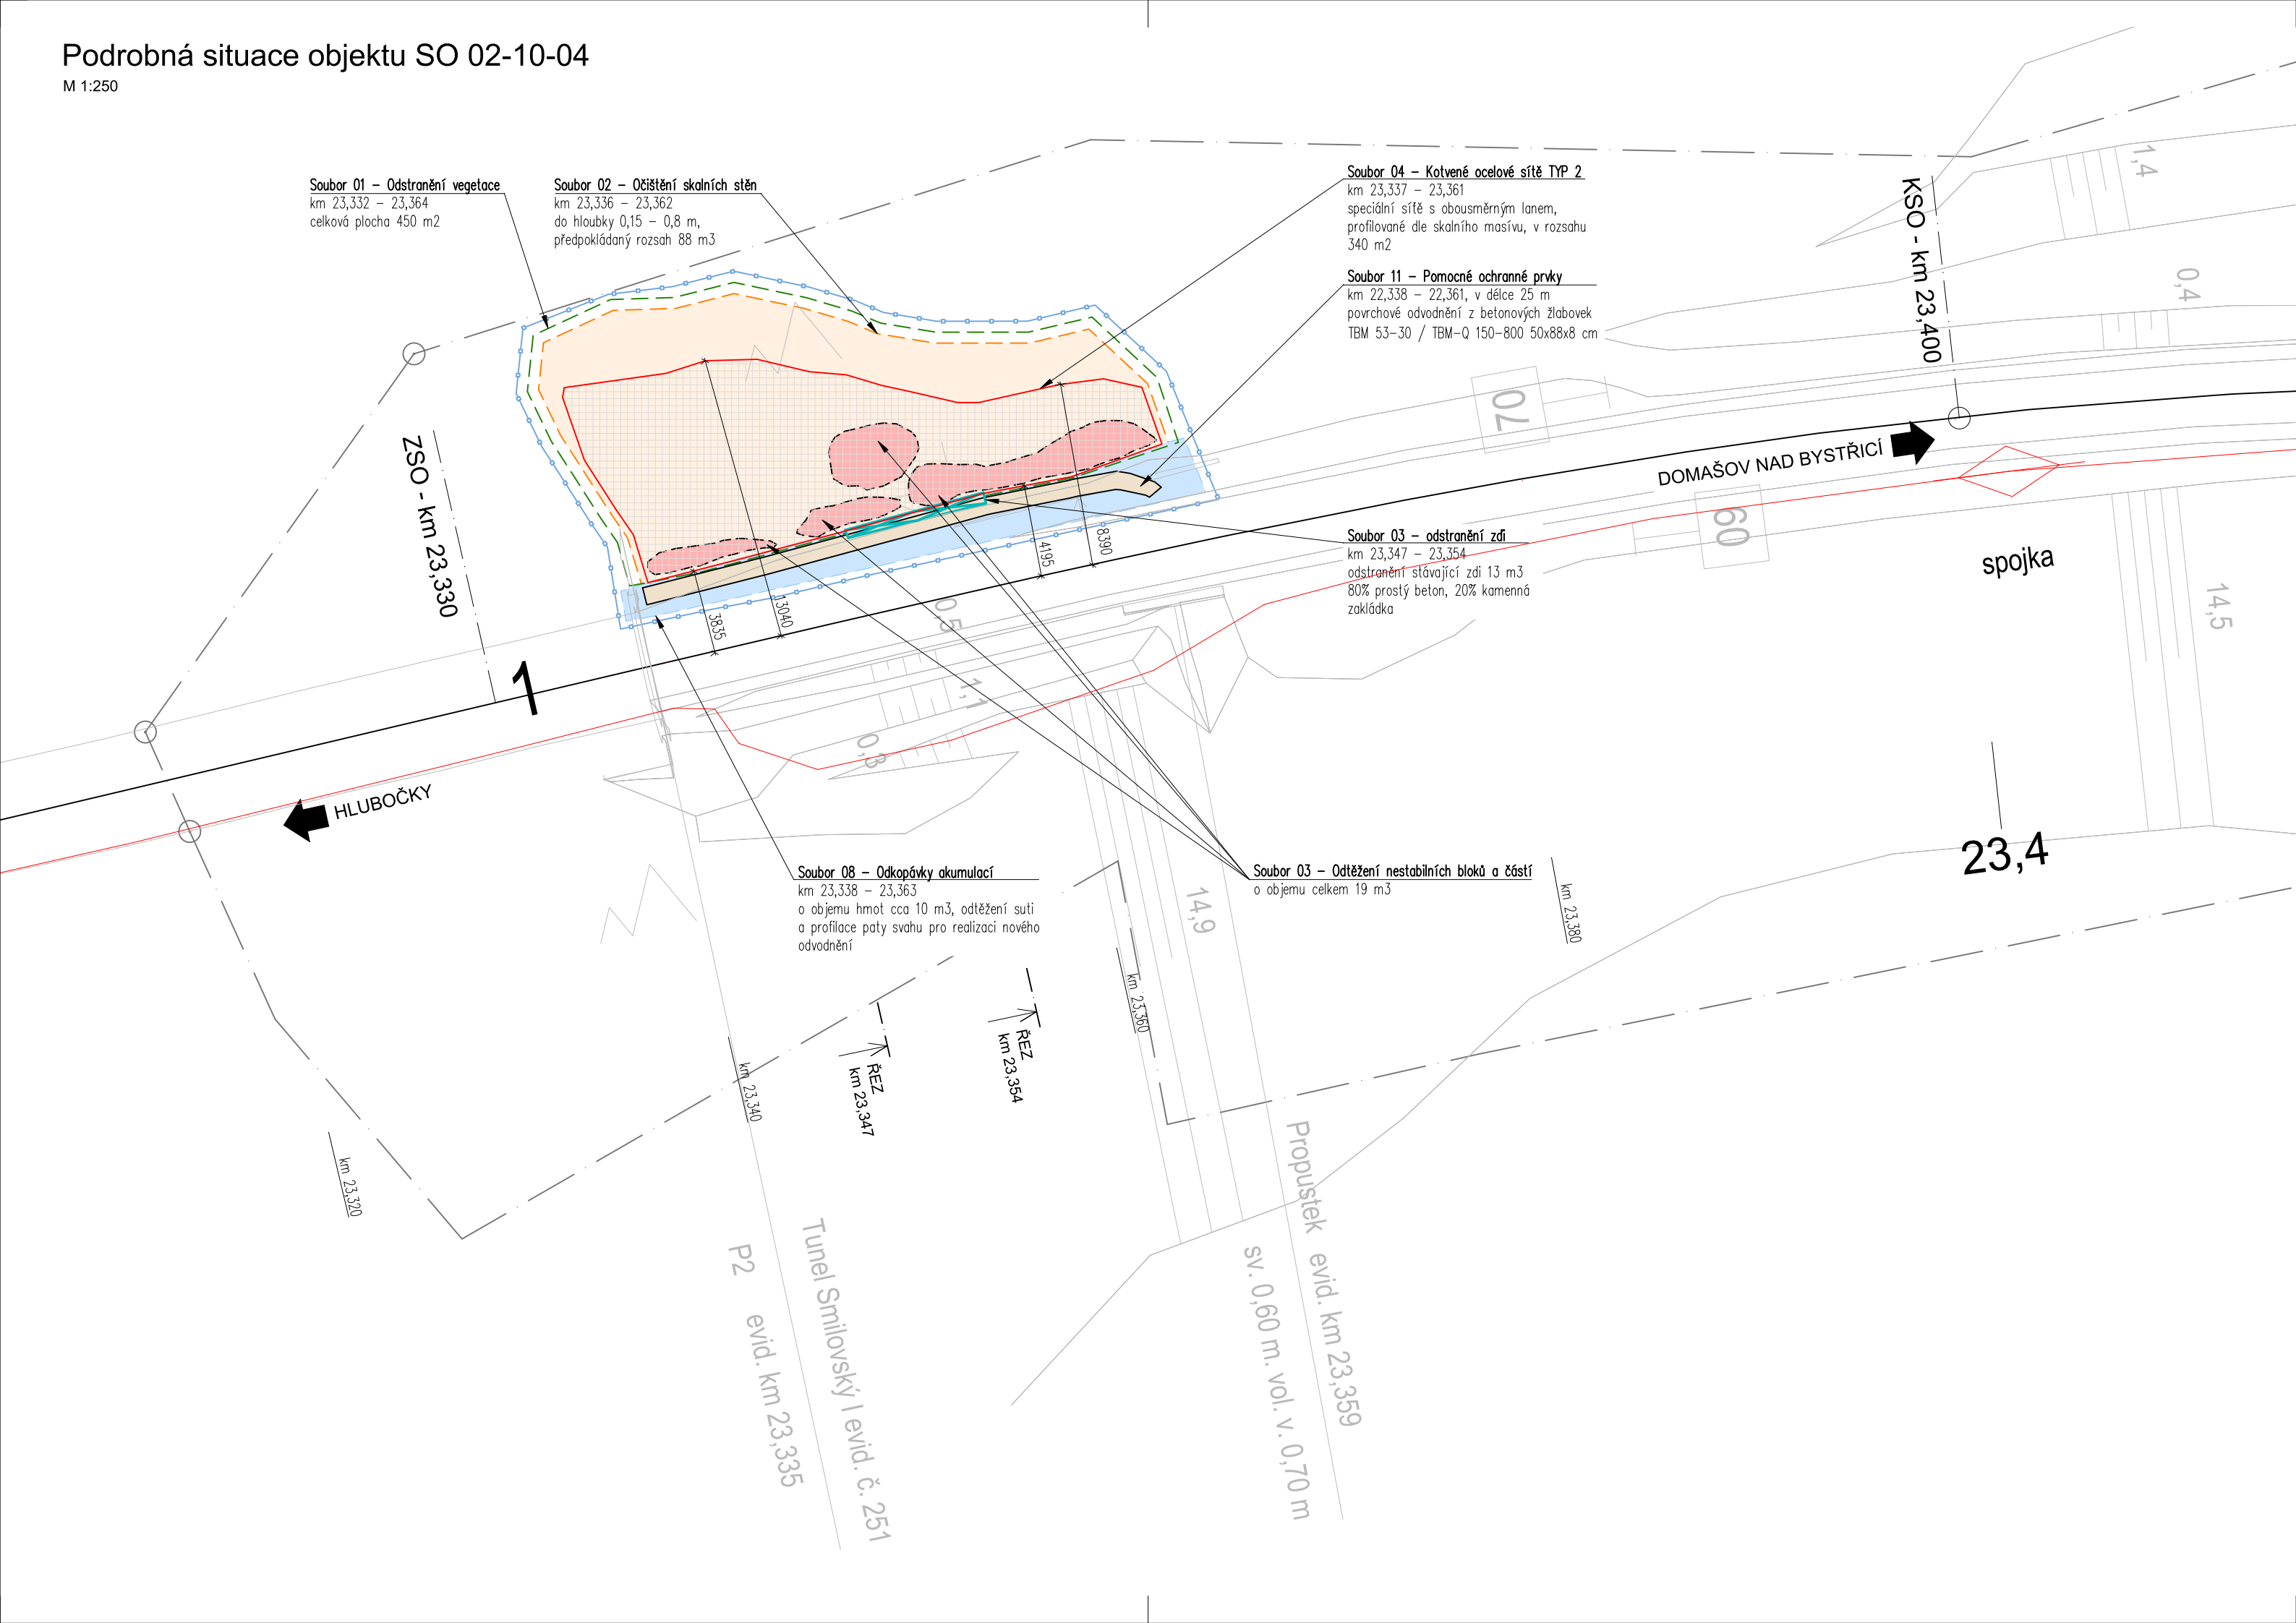 Podrobná situace objektu SO 02-10-04
M 1:250
Soubor 01 – Odstranění vegetace
km 23,332 – 23,364
celková plocha 450 m2
Soubor 02 – Očištění skalních stěn
km 23,336 – 23,362
do hloubky 0,15 – 0,8 m,
předpokládaný rozsah 88 m3
Soubor 04 – Kotvené ocelové sítě TYP 2
km 23,337 – 23,361
speciální sítě s obousměrným lanem,
profilované dle skalního masívu, v rozsahu
340 m2
Soubor 11 – Pomocné ochranné prvky
km 22,338 – 22,361, v délce 25 m
povrchové odvodnění z betonových žlabovek
TBM 53-30 / TBM-Q 150-800 50x88x8 cm
KSO - km 23,400
1,4
0,4
70
DOMAŠOV NAD BYSTŘICÍ
60
spojka
14,5
ZSO - km 23,330
Soubor 03 – odstranění zdi
km 23,347 – 23,354
odstranění stávající zdi 13 m3
80% prostý beton, 20% kamenná
zakládka
8390
4195
13040
3835
0,5
1,1
0,3
1
HLUBOČKY
23,4
Soubor 08 – Odkopávky akumulací
km 23,338 – 23,363
o objemu hmot cca 10 m3, odtěžení suti
a profilace paty svahu pro realizaci nového
odvodnění
Soubor 03 – Odtěžení nestabilních bloků a částí
o objemu celkem 19 m3
14,9
km 23,380
km 23,360
ŘEZ
km 23,354
ŘEZ
km 23,347
km 23,340
km 23,320
P2 evid. km 23,335
Tunel Smilovský I evid. č. 251
Propustek evid. km 23,359
sv. 0,60 m. vol. v. 0,70 m